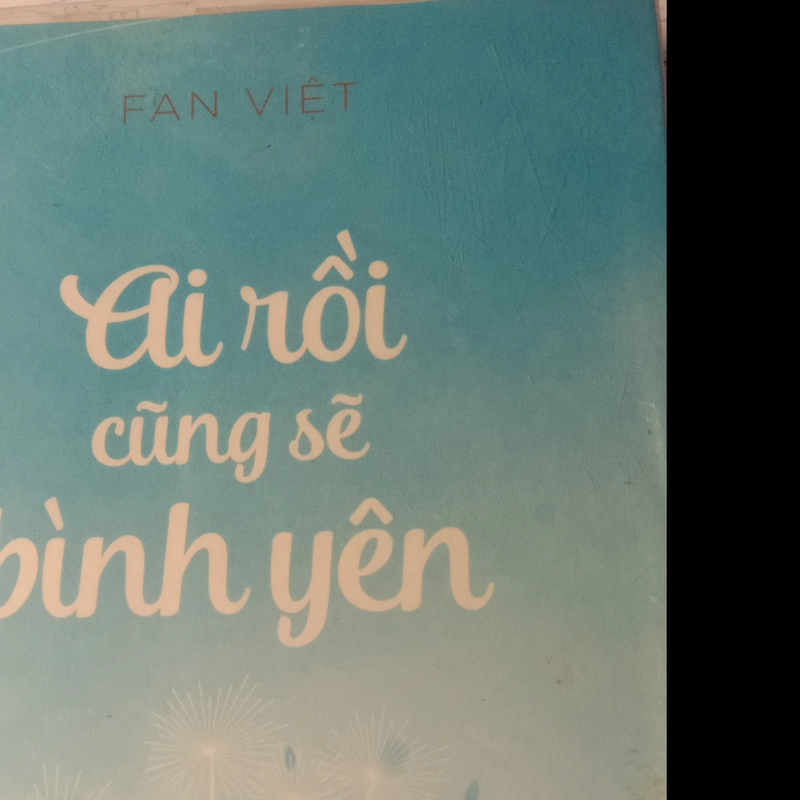 FAN VIỆT
Ai rồi
cũng sẽ
bình yên